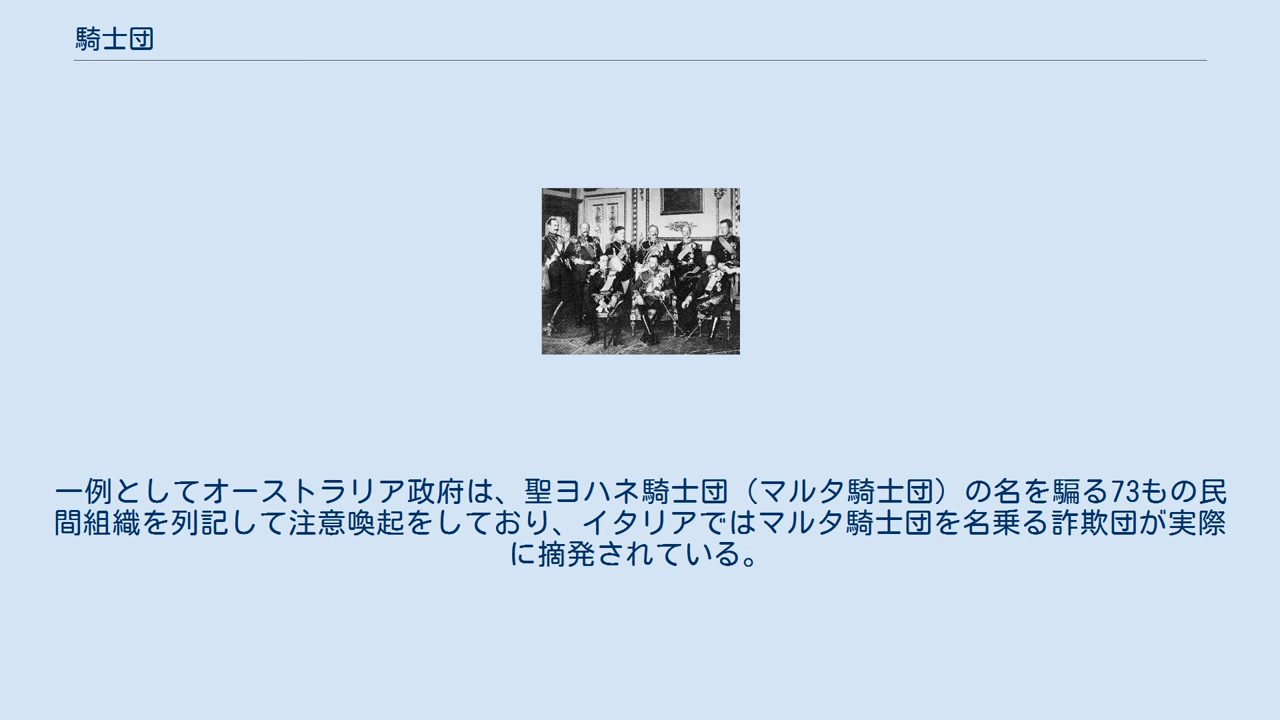 騎士団
一例としてオーストラリア政府は、聖ヨハネ騎士団（マルタ騎士団）の名を騙る73もの民
間組織を列記して注意喚起をしており、イタリアではマルタ騎士団を名乗る詐欺団が実際
に摘発されている。